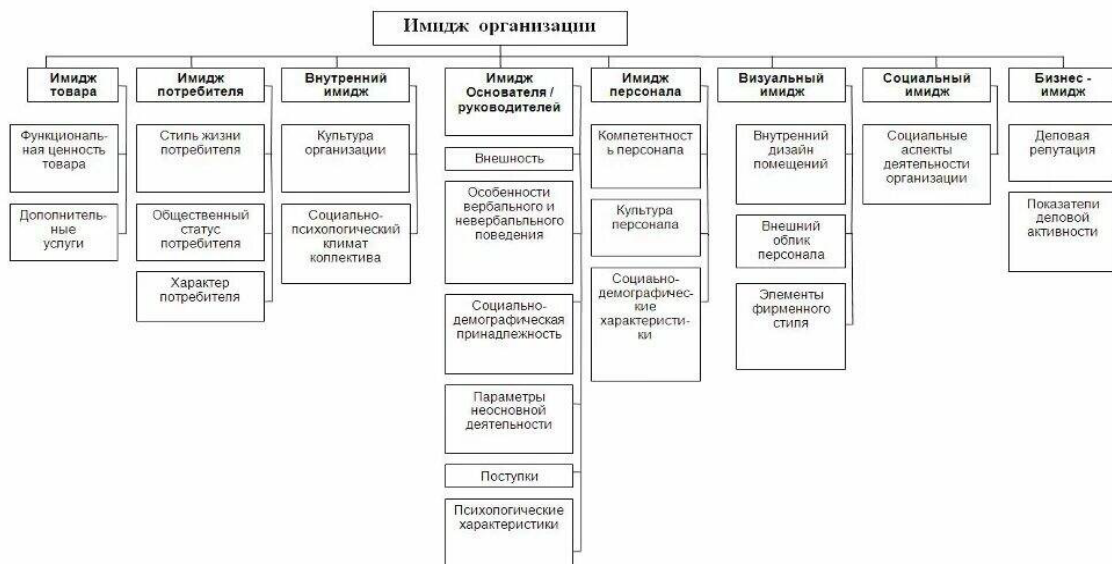 Имидж организации
Имидж
товара
Функциональ-
ная ценность
товара
Дополнитель-
ные
услуги
Имидж
потребителя
Стиль жизни
потребителя
Общественный
статус
потребителя
Характер
потребителя
Внутренний
имидж
Культура
организации
Социально-
психологический
климат
коллектива
Имидж
Основателя /
руководителей
Внешность
Особенности
вербального и
невербалььного
поведения
Социально-
демографическая
принадлежность
Параметры
неосновной
деятельности
Поступки
Психологические
характеристики
Имидж
персонала
Компетентност
ь персонала
Культура
персонала
Социально-
демографичес-
кие
характеристи-
ки
Визуальный
имидж
Внутренний
дизайн
помещений
Внешний
облик
персонала
Элементы
фирменного
стиля
Социальный
имидж
Социальные
аспекты
деятельности
организации
Бизнес -
имидж
Деловая
репутация
Показатели
деловой
активности